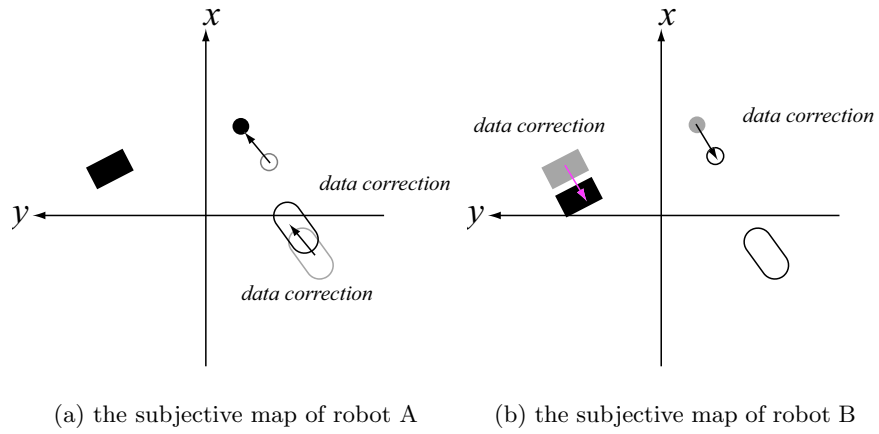 x
y
data correction
data correction
(a) the subjective map of robot A
x
y
data correction
data correction
(b) the subjective map of robot B